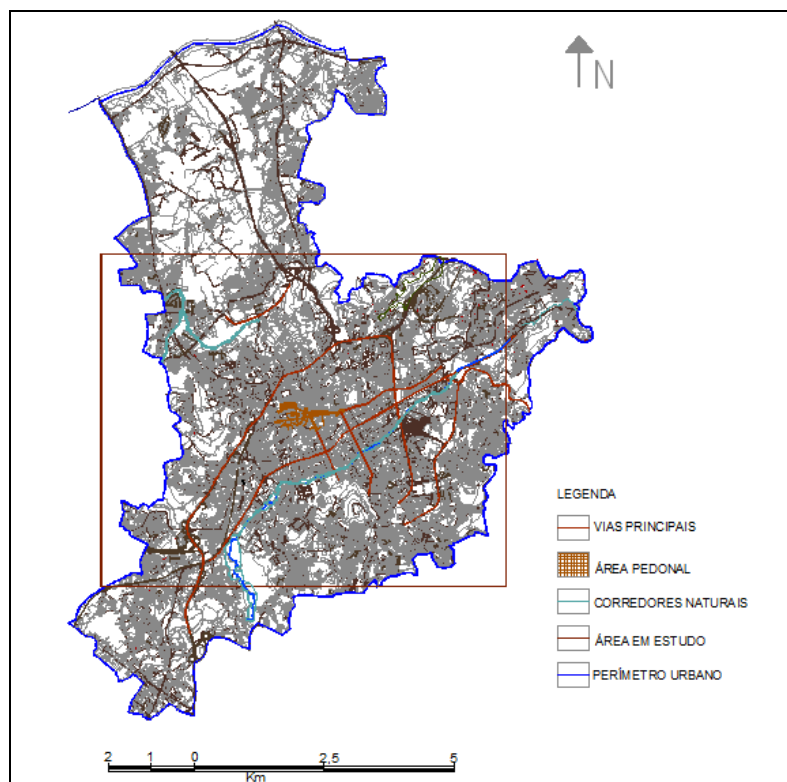 N
LEGENDA
VIAS PRINCIPAIS
ÁREA PEDONAL
CORREDORES NATURAIS
ÁREA EM ESTUDO
PERÍMETRO URBANO
2 1 0 2,5 5
Km